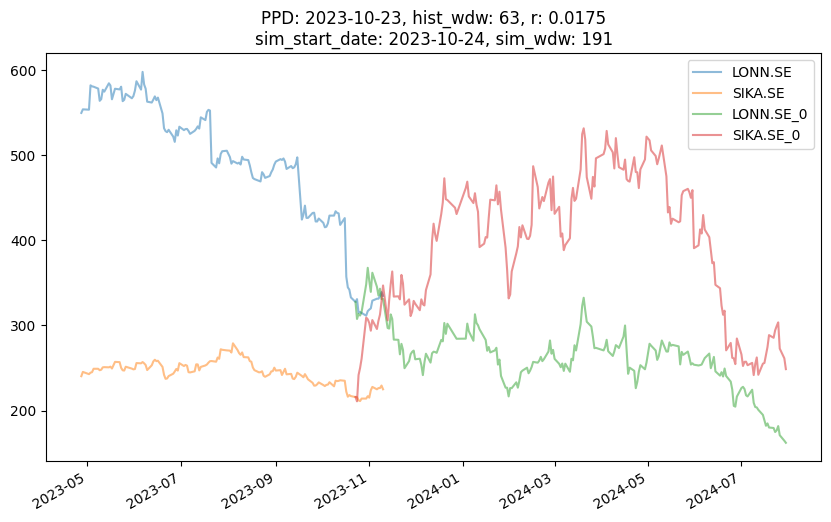 PPD: 2023-10-23, hist_wdw: 63, r: 0.0175
sim_start_date: 2023-10-24, sim_wdw: 191
600
500
400
300
200
LONN.SE
SIKA.SE
LONN.SE_0
SIKA.SE_0
2023-05
2023-07
2023-09
2023-11
2024-01
2024-03
2024-05
2024-07